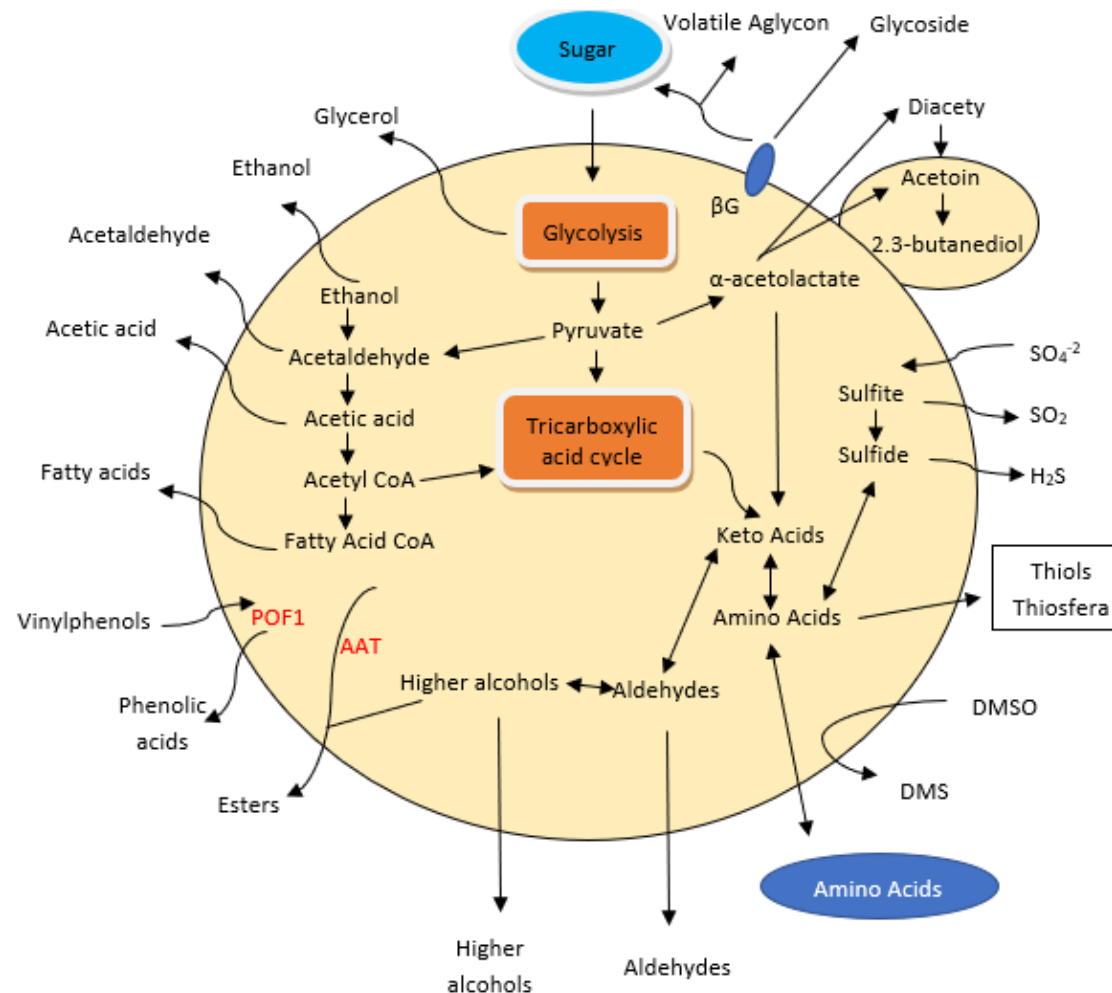 Volatile Aglycon
Glycoside
Sugar
Glycerol
Diacety
Ethanol
Acetoin
βG
Acetaldehyde
Glycolysis
2.3-butanediol
α-acetolactate
Ethanol
Acetic acid
Pyruvate
Acetaldehyde
SO₄⁻²
Sulfite
SO₂
Acetic acid
Tricarboxylic
acid cycle
Sulfide
Fatty acids
H₂S
Acetyl CoA
Keto Acids
Fatty Acid CoA
Thiols
Thiosfera
Vinylphenols
POF1
Amino Acids
AAT
Higher alcohols
Aldehydes
Phenolic
acids
DMSO
DMS
Esters
Amino Acids
Higher
alcohols
Aldehydes